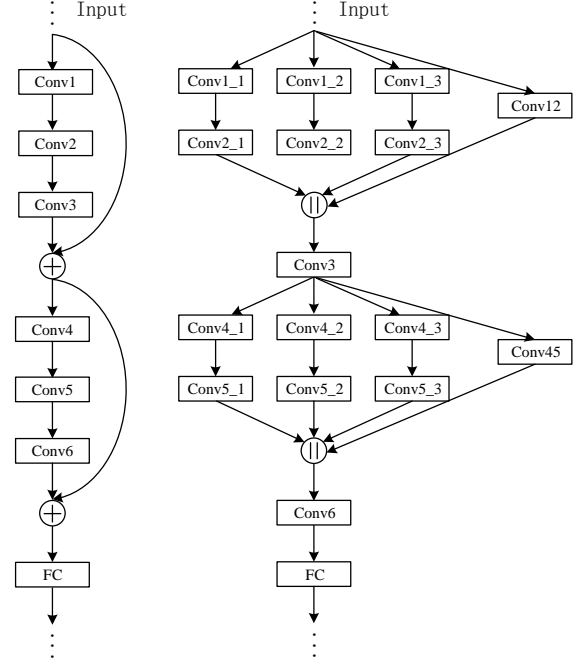 Input
Conv1
Conv2
Conv3
Conv4
Conv5
Conv6
FC
Input
Conv1_1 Conv1_2 Conv1_3
Conv12
Conv2_1 Conv2_2 Conv2_3
||
Conv3
Conv4_1 Conv4_2 Conv4_3
Conv45
Conv5_1 Conv5_2 Conv5_3
||
Conv6
FC